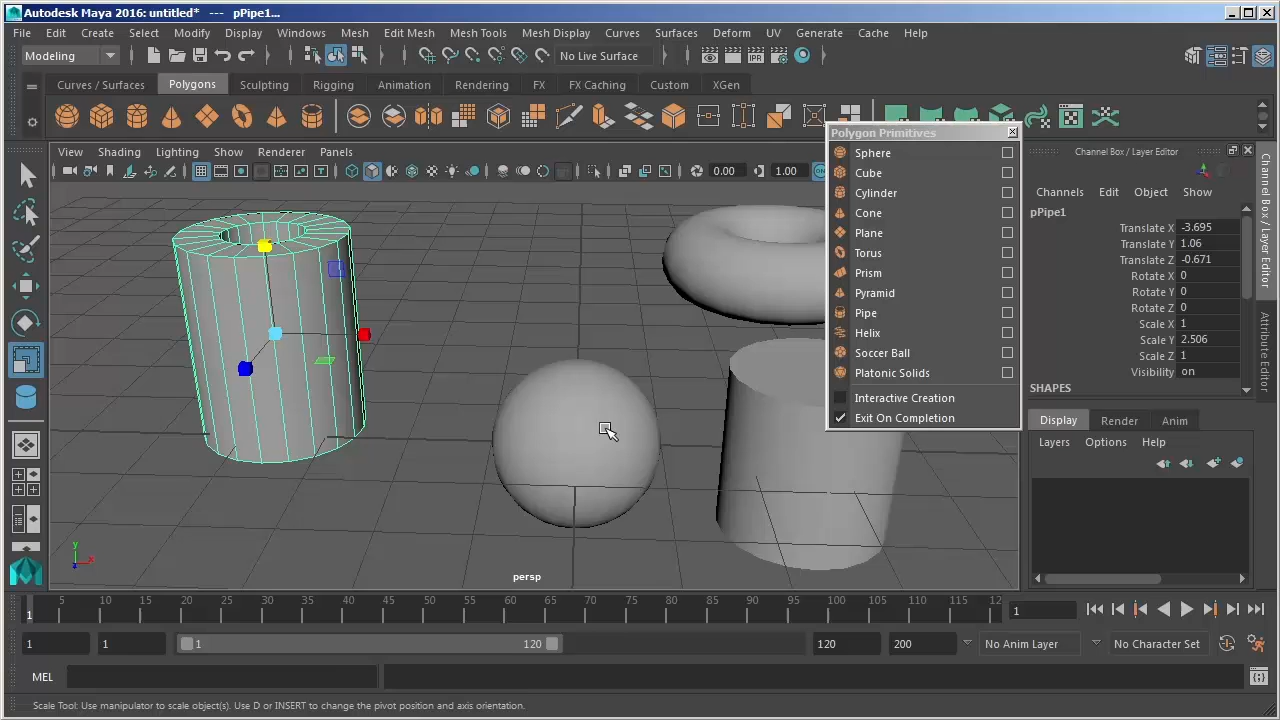 Autodesk Maya 2016: untitled*   ---   pPipe1...
File Edit Create Select Modify Display Windows Mesh Edit Mesh Mesh Tools Mesh Display Curves Surfaces Deform UV Generate Cache Help
Modeling No Live Surface
Curves / Surfaces Polygons Sculpting Rigging Animation Rendering FX FX Caching Custom XGen
Polygon Primitives
Sphere
Cube
Cylinder
Cone
Plane
Torus
Prism
Pyramid
Pipe
Helix
Soccer Ball
Platonic Solids
Interactive Creation
Exit On Completion
View Shading Lighting Show Renderer Panels
0.00 1.00
persp
y
x
Channel Box / Layer Editor
Channels Edit Object Show
pPipe1
Translate X -3.695
Translate Y 1.06
Translate Z -0.671
Rotate X 0
Rotate Y 0
Rotate Z 0
Scale X 1
Scale Y 2.506
Scale Z 1
Visibility on
SHAPES
Display Render Anim
Layers Options Help
Channel Box / Layer Editor
Attribute Editor
1 5 10 15 20 25 30 35 40 45 50 55 60 65 70 75 80 85 90 95 100 105 110 115 12 1
1 1 1 120 120 200 No Anim Layer No Character Set
MEL
Scale Tool: Use manipulator to scale object(s). Use D or INSERT to change the pivot position and axis orientation.